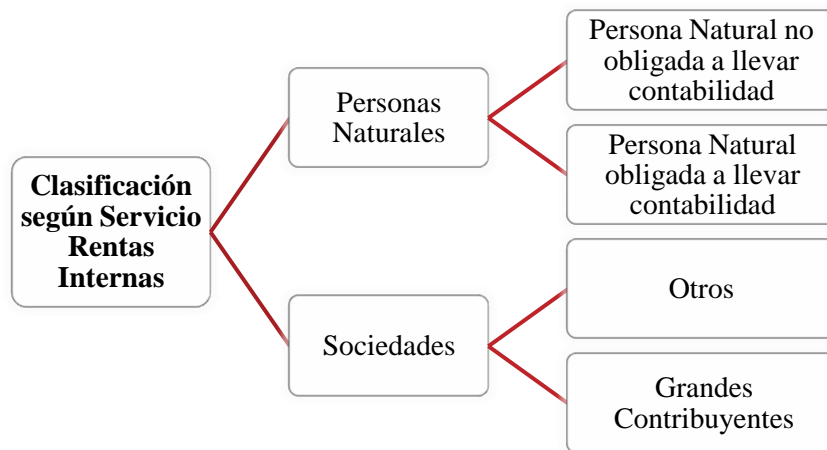 Clasificación
según Servicio
Rentas
Internas
Personas
Naturales
Persona Natural no
obligada a llevar
contabilidad
Persona Natural
obligada a llevar
contabilidad
Sociedades
Otros
Grandes
Contribuyentes